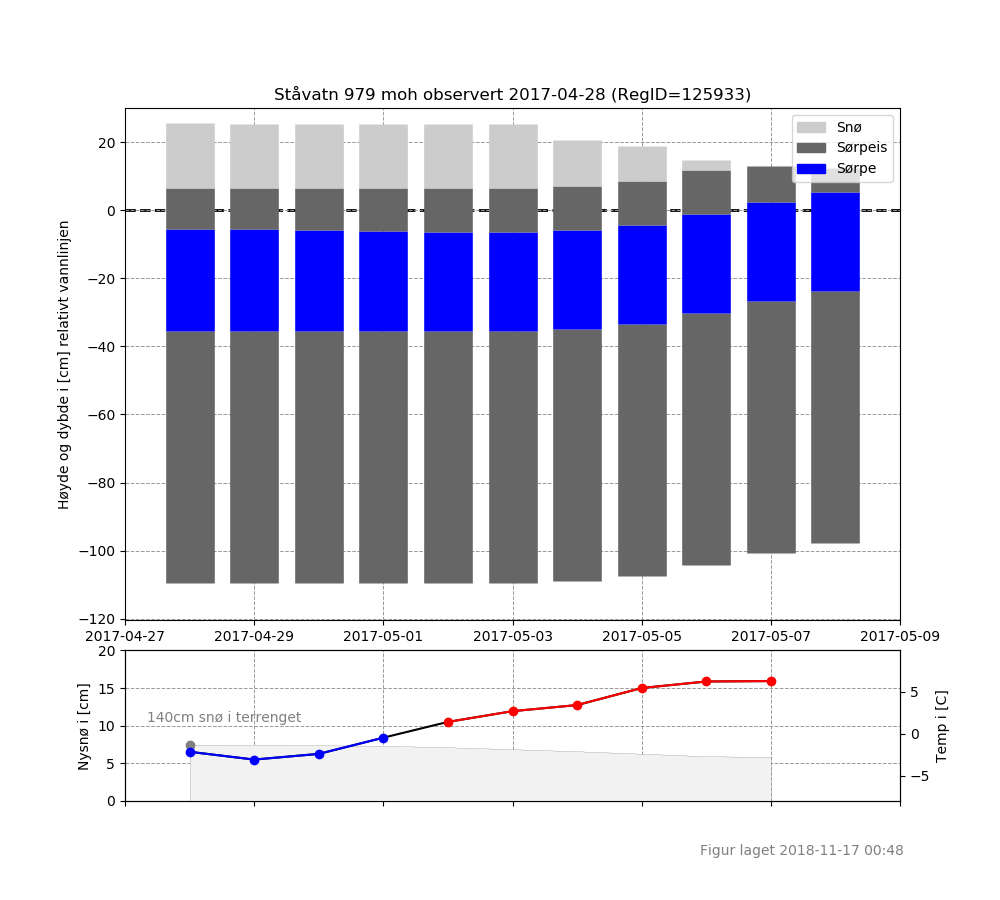 Ståvatn 979 moh observert 2017-04-28 (RegID=125933)
Høyde og dybde i [cm] relativt vannlinjen
20
0
−20
−40
−60
−80
−100
−120
Snø
Sørpeis
Sørpe
2017-04-27 2017-04-29 2017-05-01 2017-05-03 2017-05-05 2017-05-07 2017-05-09
Nysnø i [cm]
20
15
10
5
0
140cm snø i terrenget
5
0
−5
Temp i [C]
Figur laget 2018-11-17 00:48